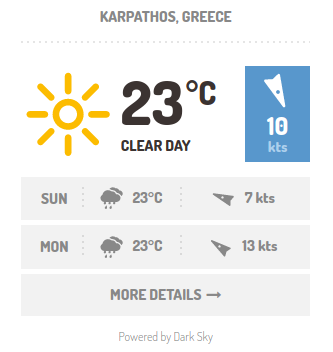 KARPATHOS, GREECE
23°C
CLEAR DAY
10
kts
SUN 23°C 7 kts
MON 23°C 13 kts
MORE DETAILS →
Powered by Dark Sky